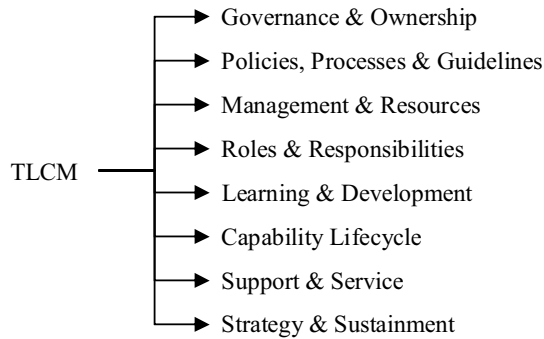 Governance & Ownership
Policies, Processes & Guidelines
Management & Resources
Roles & Responsibilities
TLCM
Learning & Development
Capability Lifecycle
Support & Service
Strategy & Sustainment